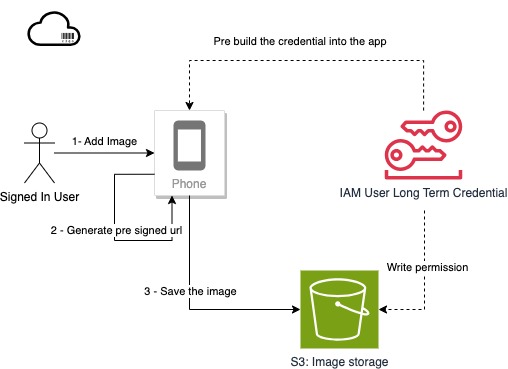 Pre build the credential into the app
1- Add Image
Phone
Signed In User
IAM User Long Term Credential
2 - Generate pre signed url
Write permission
3 - Save the image
S3: Image storage